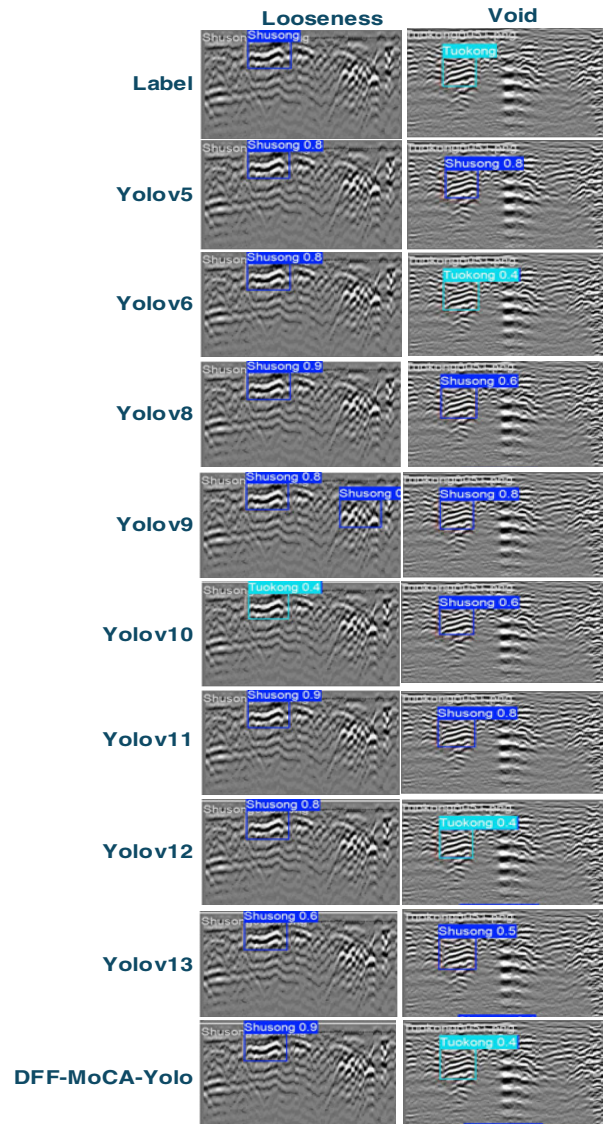 Looseness Void
Label
Shusong
Tuokong
Yolov5
Shusong 0.8
Shusong 0.8
Yolov6
Shusong 0.8
Tuokong 0.4
Yolov8
Shusong 0.9
Shusong 0.6
Yolov9
Shusong 0.8
Shusong
Shusong 0.8
Yolov10
Tuokong 0.4
Shusong 0.6
Yolov11
Shusong 0.9
Shusong 0.8
Yolov12
Shusong 0.8
Tuokong 0.4
Yolov13
Shusong 0.6
Shusong 0.5
DFF-MoCA-Yolo
Shusong 0.9
Tuokong 0.4